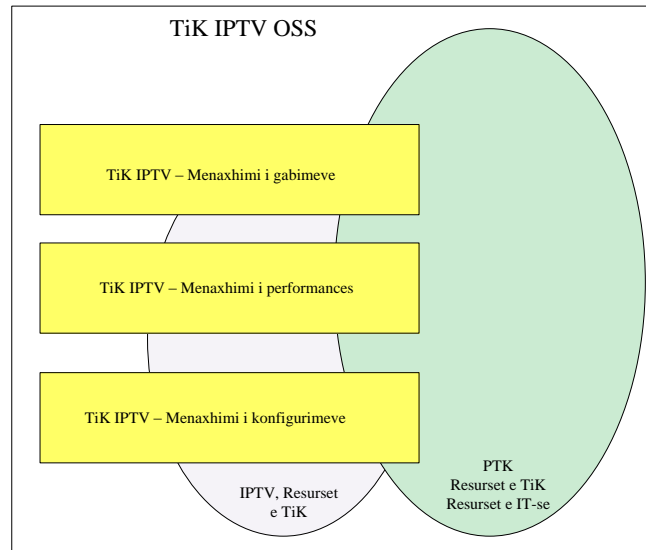 TiK IPTV OSS
TiK IPTV – Menaxhimi i gabimeve
TiK IPTV – Menaxhimi i performances
TiK IPTV – Menaxhimi i konfigurimeve
IPTV, Resurset
e TiK
PTK
Resurset e TiK
Resurset e IT-se